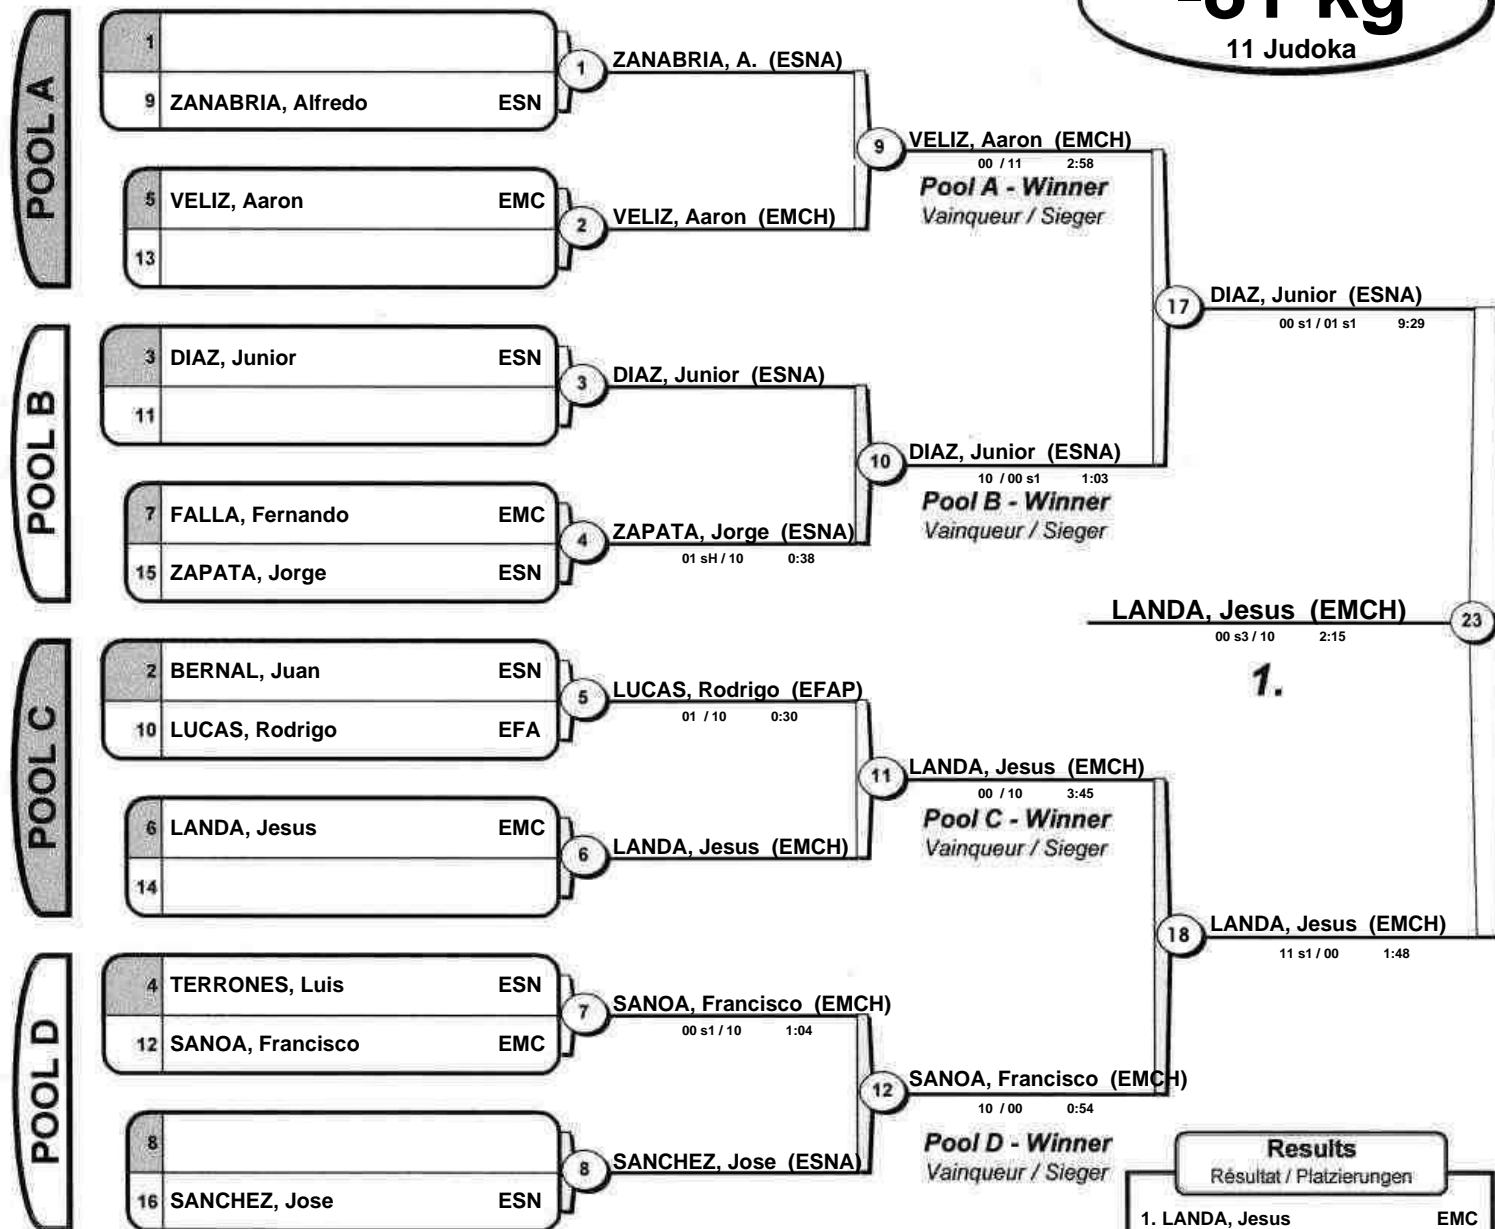 -81 kg
11 Judoka
POOL A
1
9 ZANABRIA, Alfredo ESN
5 VELIZ, Aaron EMC
13
1 ZANABRIA, A. (ESNA)
2 VELIZ, Aaron (EMCH)
9 VELIZ, Aaron (EMCH)
00 / 11 2:58
Pool A - Winner
Vainqueur / Sieger
POOL B
3 DIAZ, Junior ESN
11
7 FALLA, Fernando EMC
15 ZAPATA, Jorge ESN
3 DIAZ, Junior (ESNA)
4 ZAPATA, Jorge (ESNA)
01 sH / 10 0:38
10 DIAZ, Junior (ESNA)
10 / 00 s1 1:03
Pool B - Winner
Vainqueur / Sieger
17 DIAZ, Junior (ESNA)
00 s1 / 01 s1 9:29
LANDA, Jesus (EMCH) 23
00 s3 / 10 2:15
1.
POOL C
2 BERNAL, Juan ESN
10 LUCAS, Rodrigo EFA
6 LANDA, Jesus EMC
14
5 LUCAS, Rodrigo (EFAP)
01 / 10 0:30
6 LANDA, Jesus (EMCH)
11 LANDA, Jesus (EMCH)
00 / 10 3:45
Pool C - Winner
Vainqueur / Sieger
POOL D
4 TERRONES, Luis ESN
12 SANOA, Francisco EMC
8
16 SANCHEZ, Jose ESN
7 SANOA, Francisco (EMCH)
00 s1 / 10 1:04
8 SANCHEZ, Jose (ESNA)
12 SANOA, Francisco (EMCH)
10 / 00 0:54
Pool D - Winner
Vainqueur / Sieger
18 LANDA, Jesus (EMCH)
11 s1 / 00 1:48
Results
Résultat / Platzierungen
1. LANDA, Jesus EMC